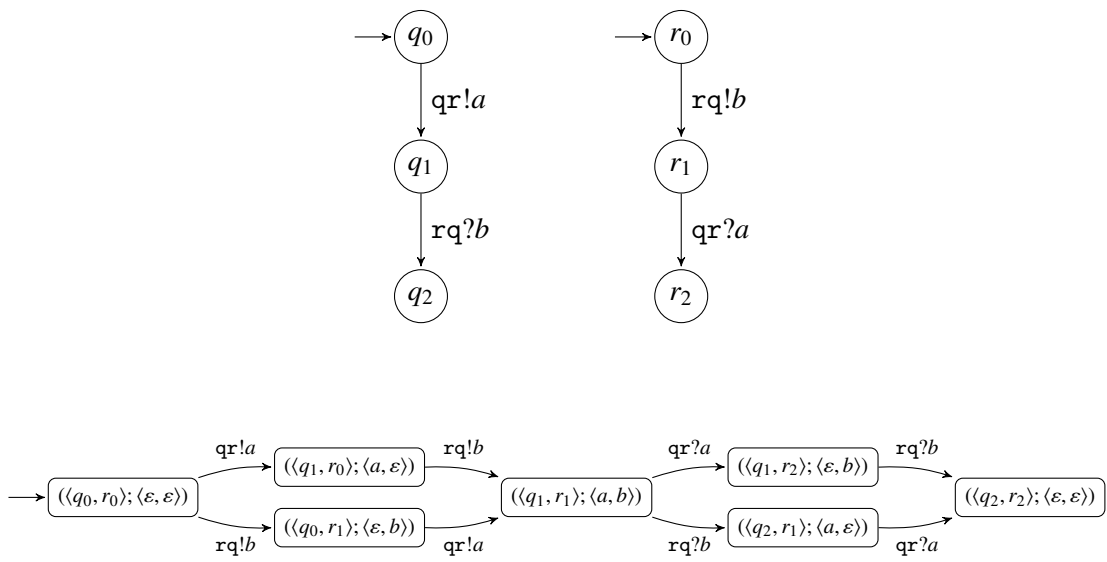 q₀ r₀
qr!a rq!b
q₁ r₁
rq?b qr?a
q₂ r₂
qr!a rq!b qr?a rq?b
(⟨q₁, r₀⟩; ⟨a, ε⟩) (⟨q₁, r₂⟩; ⟨ε, b⟩)
(⟨q₀, r₀⟩; ⟨ε, ε⟩) (⟨q₁, r₁⟩; ⟨a, b⟩) (⟨q₂, r₂⟩; ⟨ε, ε⟩)
(⟨q₀, r₁⟩; ⟨ε, b⟩) (⟨q₂, r₁⟩; ⟨a, ε⟩)
rq!b qr!a rq?b qr?a